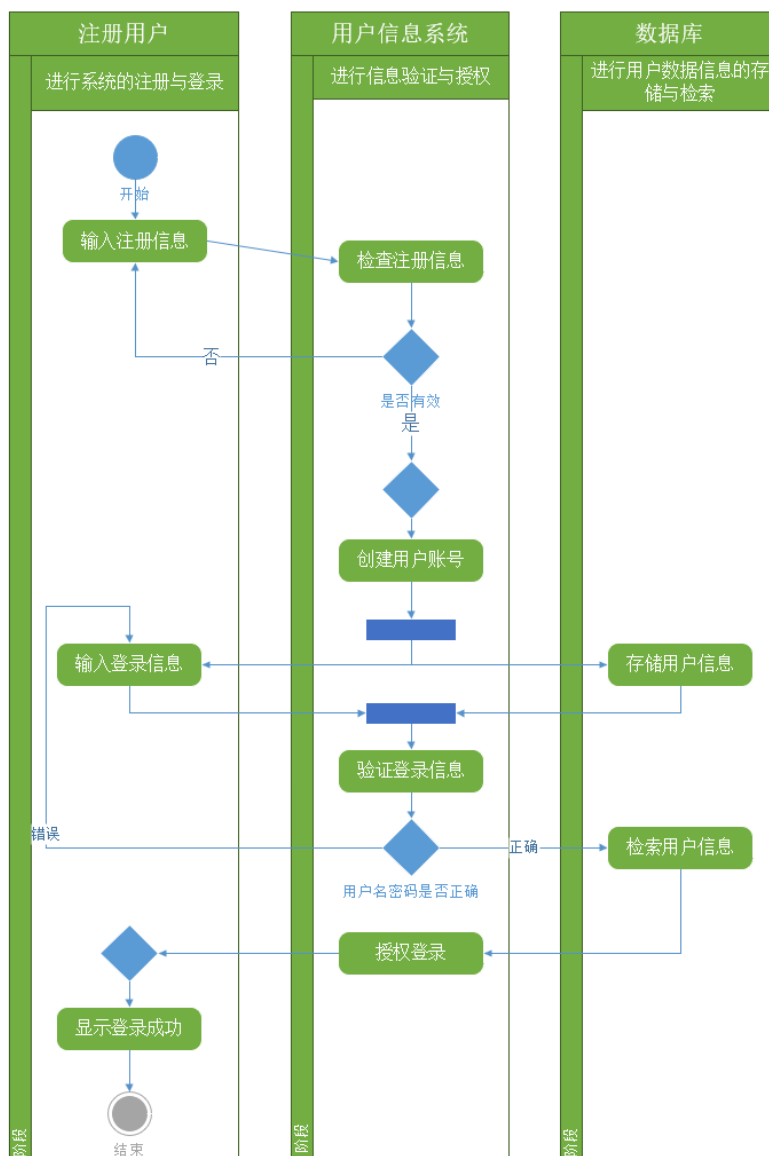 注册用户
用户信息系统
数据库
进行系统的注册与登录
进行信息验证与授权
进行用户数据信息的存
储与检索
开始
输入注册信息
检查注册信息
否
是否有效
是
创建用户账号
输入登录信息
存储用户信息
验证登录信息
错误
正确
检索用户信息
用户名密码是否正确
授权登录
显示登录成功
结束
阶段
阶段
阶段